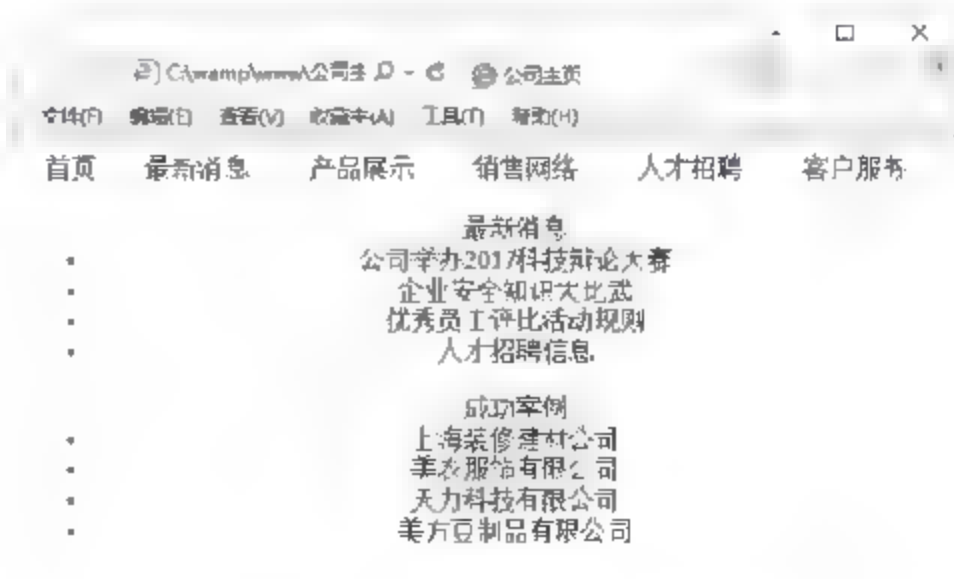 C:\wamp\www\公司主 公司主页
文件(F) 编辑(E) 查看(V) 收藏夹(A) 工具(T) 帮助(H)
首页 最新消息 产品展示 销售网络 人才招聘 客户服务
最新消息
公司举办2017科技辩论大赛
企业安全知识大比武
优秀员工评比活动规则
人才招聘信息
成功案例
上海装修建材公司
美衣服饰有限公司
天力科技有限公司
美方豆制品有限公司